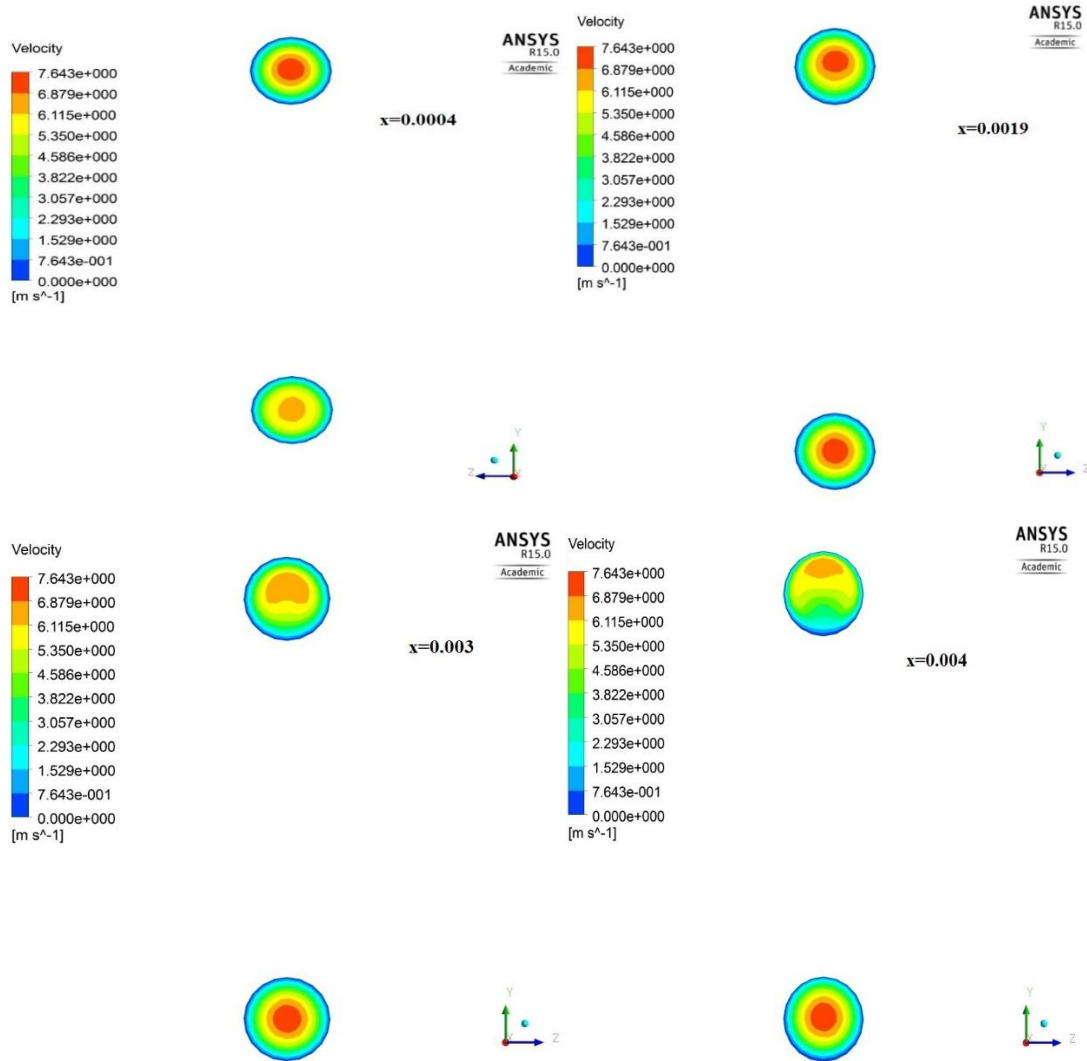 Velocity
7.643e+000
6.879e+000
6.115e+000
5.350e+000
4.586e+000
3.822e+000
3.057e+000
2.293e+000
1.529e+000
7.643e-001
0.000e+000
[m s^-1]
ANSYS
R15.0
Academic
x=0.0004
Y
Z
X
Velocity
7.643e+000
6.879e+000
6.115e+000
5.350e+000
4.586e+000
3.822e+000
3.057e+000
2.293e+000
1.529e+000
7.643e-001
0.000e+000
[m s^-1]
ANSYS
R15.0
Academic
x=0.0019
Y
X
Z
Velocity
7.643e+000
6.879e+000
6.115e+000
5.350e+000
4.586e+000
3.822e+000
3.057e+000
2.293e+000
1.529e+000
7.643e-001
0.000e+000
[m s^-1]
ANSYS
R15.0
Academic
x=0.003
Y
X
Z
Velocity
7.643e+000
6.879e+000
6.115e+000
5.350e+000
4.586e+000
3.822e+000
3.057e+000
2.293e+000
1.529e+000
7.643e-001
0.000e+000
[m s^-1]
ANSYS
R15.0
Academic
x=0.004
Y
X
Z